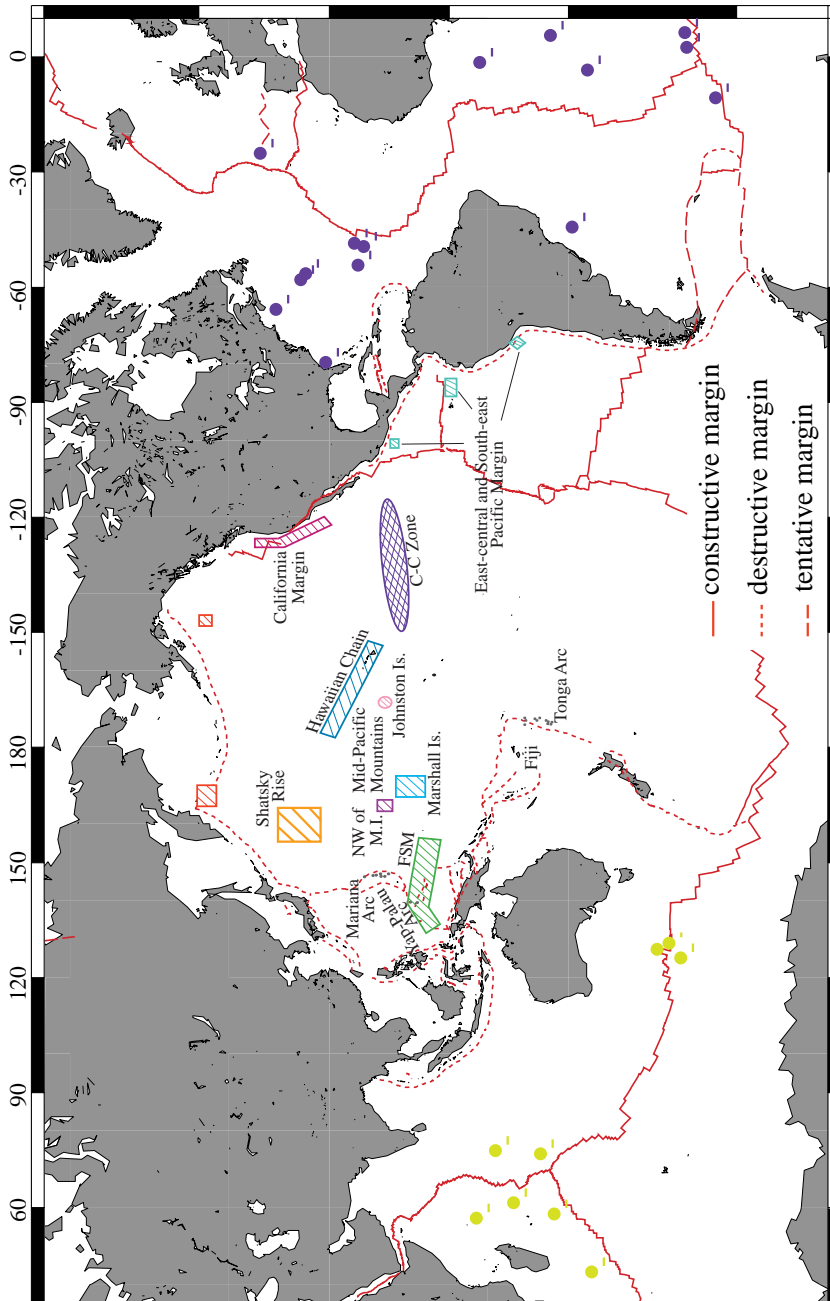 60
90
120
150
180
-150
-120
-90
-60
-30
0
Shatsky
Rise
Hawaiian Chain
California
Margin
Mid-Pacific
Mountains
Johnston Is.
NW of
M.I.
Marshall Is.
FSM
Mariana
Arc
Yap-Palau
Arc
C-C Zone
East-central and South-east
Pacific Margin
Fiji
Tonga Arc
constructive margin
destructive margin
tentative margin